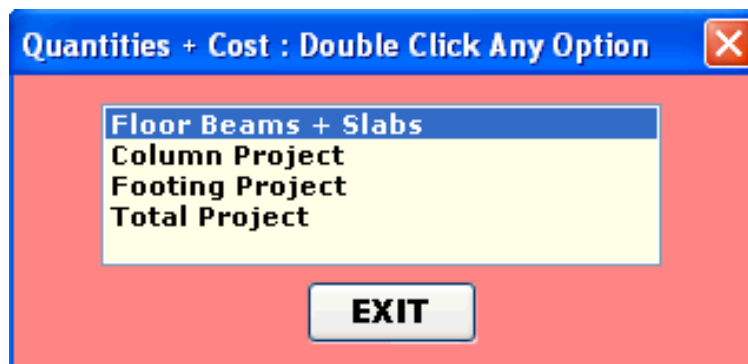 Quantities + Cost : Double Click Any Option
Floor Beams + Slabs
Column Project
Footing Project
Total Project
EXIT